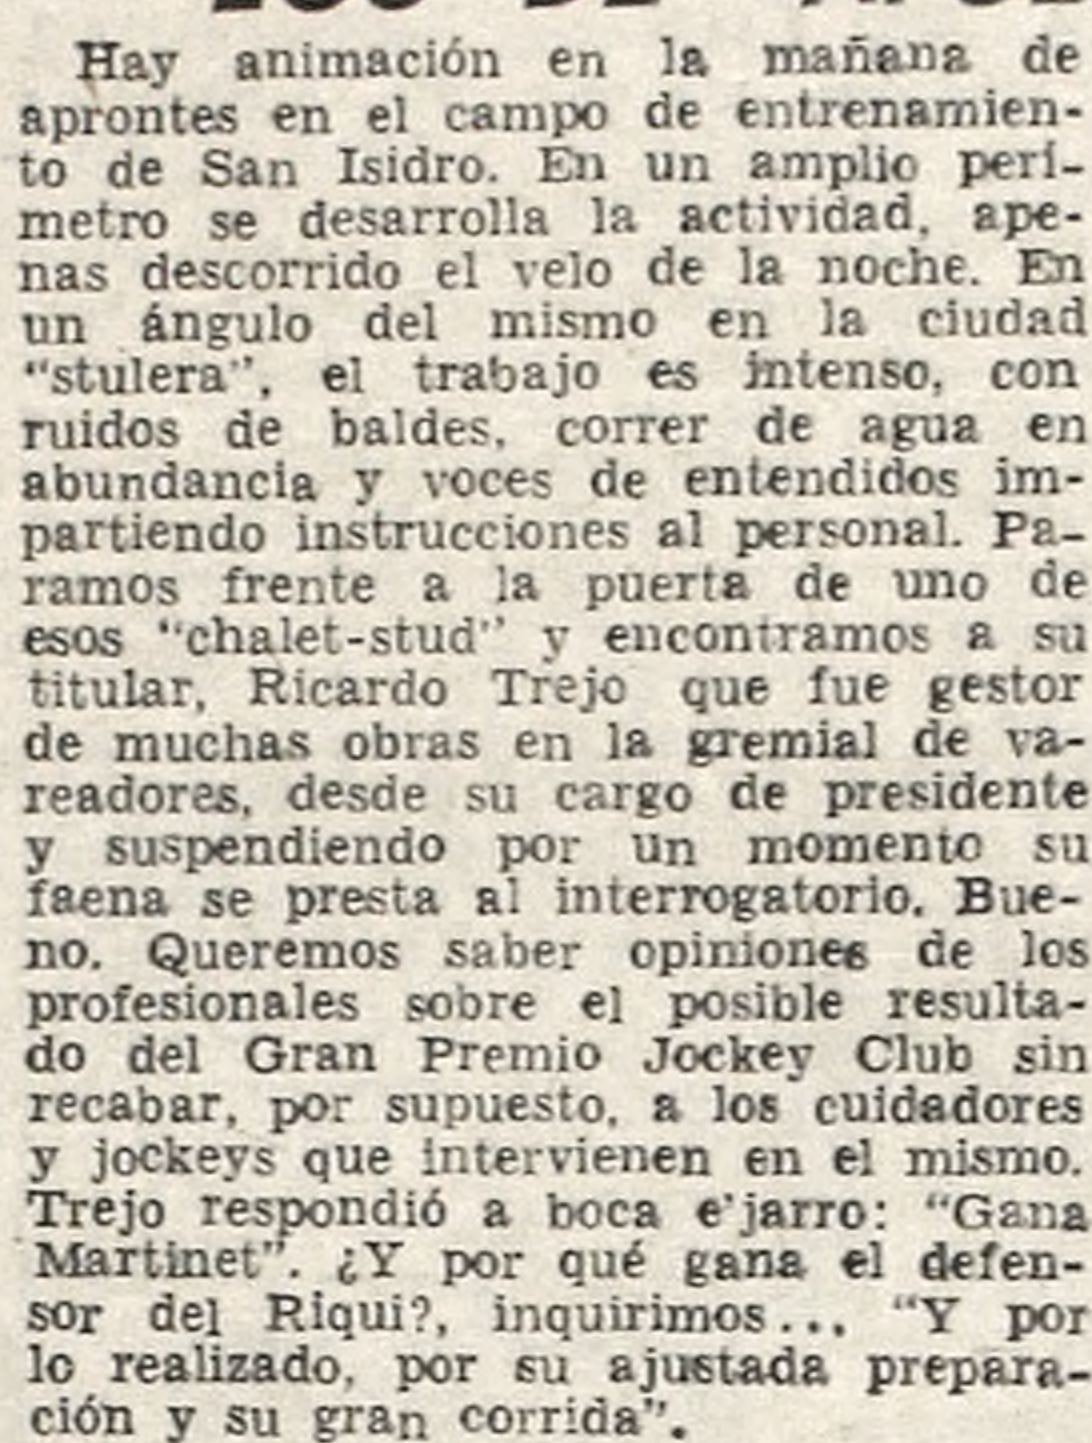 Hay animación en la mañana de
aprontes en el campo de entrenamien-
to de San Isidro. En un amplio perí-
metro se desarrolla la actividad, ape-
nas descorrido el velo de la noche. En
un ángulo del mismo en la ciudad
"stulera", el trabajo es intenso, con
ruidos de baldes, correr de agua en
abundancia y voces de entendidos im-
partiendo instrucciones al personal. Pa-
ramos frente a la puerta de uno de
esos "chalet-stud" y encontramos a su
titular, Ricardo Trejo que fue gestor
de muchas obras en la gremial de va-
readores, desde su cargo de presidente
y suspendiendo por un momento su
faena se presta al interrogatorio. Bue-
no. Queremos saber opiniones de los
profesionales sobre el posible resulta-
do del Gran Premio Jockey Club sin
recabar, por supuesto, a los cuidadores
y jockeys que intervienen en el mismo.
Trejo respondió a boca e'jarro: "Gana
Martinet". ¿Y por qué gana el defen-
sor del Riqui?, inquirimos... "Y por
lo realizado, por su ajustada prepara-
ción y su gran corrida".